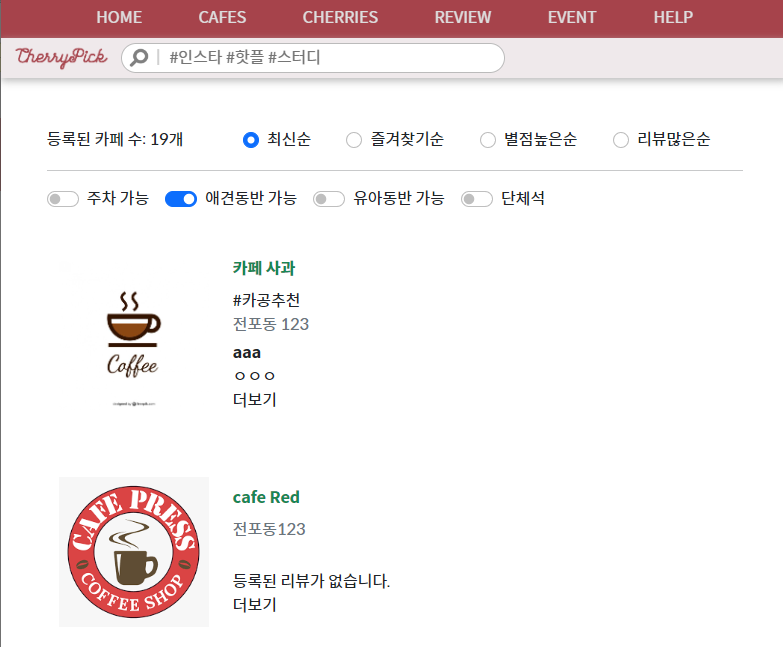 HOME CAFES CHERRIES REVIEW EVENT HELP
CherryPick #인스타 #핫플 #스터디
등록된 카페 수: 19개 최신순 즐겨찾기순 별점높은순 리뷰많은순
주차 가능 애견동반 가능 유아동반 가능 단체석
카페 사과
#카공추천
전포동 123
aaa
ㅇㅇㅇ
더보기
Coffee
cafe Red
전포동123
등록된 리뷰가 없습니다.
더보기
CAFE PRESS
COFFEE SHOP